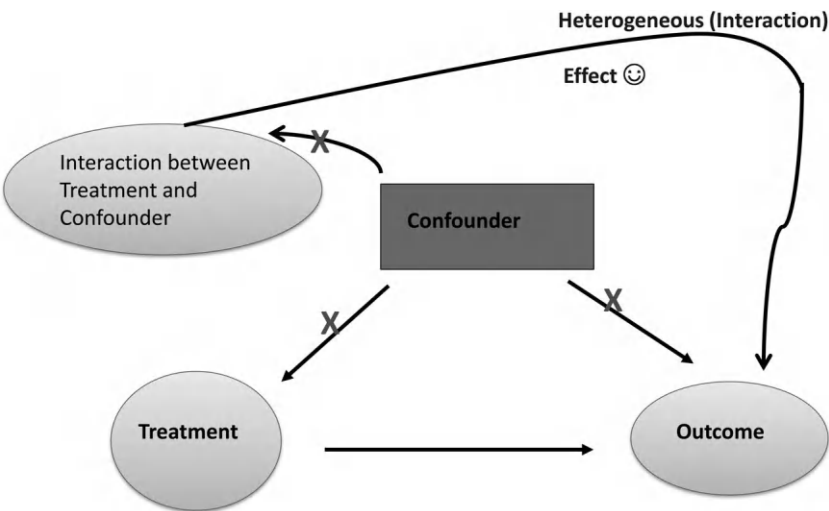 Heterogeneous (Interaction)
Effect ☺
X
Interaction between
Treatment and
Confounder
Confounder
X
X
Treatment
Outcome